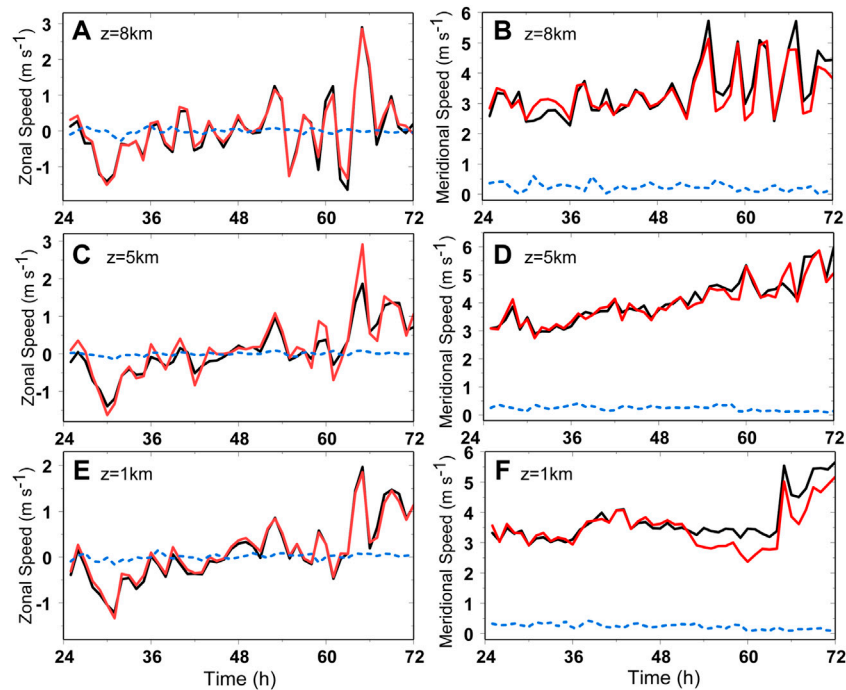 A z=8km
Zonal Speed (m s⁻¹)
3
2
1
0
-1
24 36 48 60 72
B z=8km
Meridional Speed (m s⁻¹)
6
5
4
3
2
1
0
24 36 48 60 72
C z=5km
Zonal Speed (m s⁻¹)
3
2
1
0
-1
24 36 48 60 72
D z=5km
Meridional Speed (m s⁻¹)
6
5
4
3
2
1
0
24 36 48 60 72
E z=1km
Zonal Speed (m s⁻¹)
2
1
0
-1
24 36 48 60 72
Time (h)
F z=1km
Meridional Speed (m s⁻¹)
6
5
4
3
2
1
0
24 36 48 60 72
Time (h)